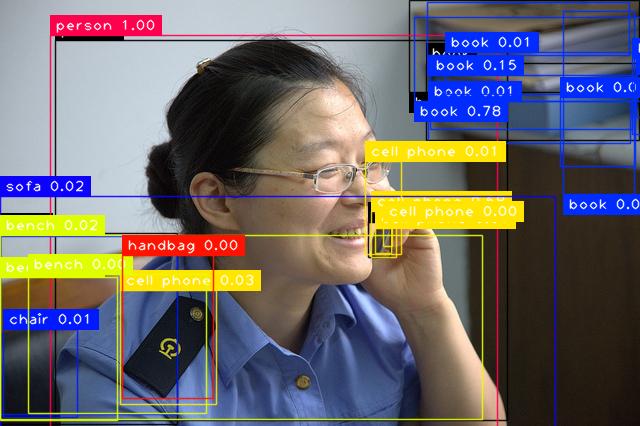 person 1.00
book 0.01
book 0.15
book 0.01
book 0.78
book 0.0
cell phone 0.01
sofa 0.02
cell phone 0.00
book 0.0
bench 0.02
handbag 0.00
bench 0.00
cell phone 0.03
chair 0.01